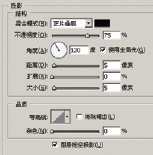 投影
结构
混合模式(B): 正片叠底
不透明度(O): 75 %
角度(A): 120 度 使用全局光(G)
距离(D): 5 像素
扩展(R): 0 %
大小(S): 5 像素
品质
等高线: 消除锯齿(L)
杂色(N): 0 %
图层挖空投影(U)